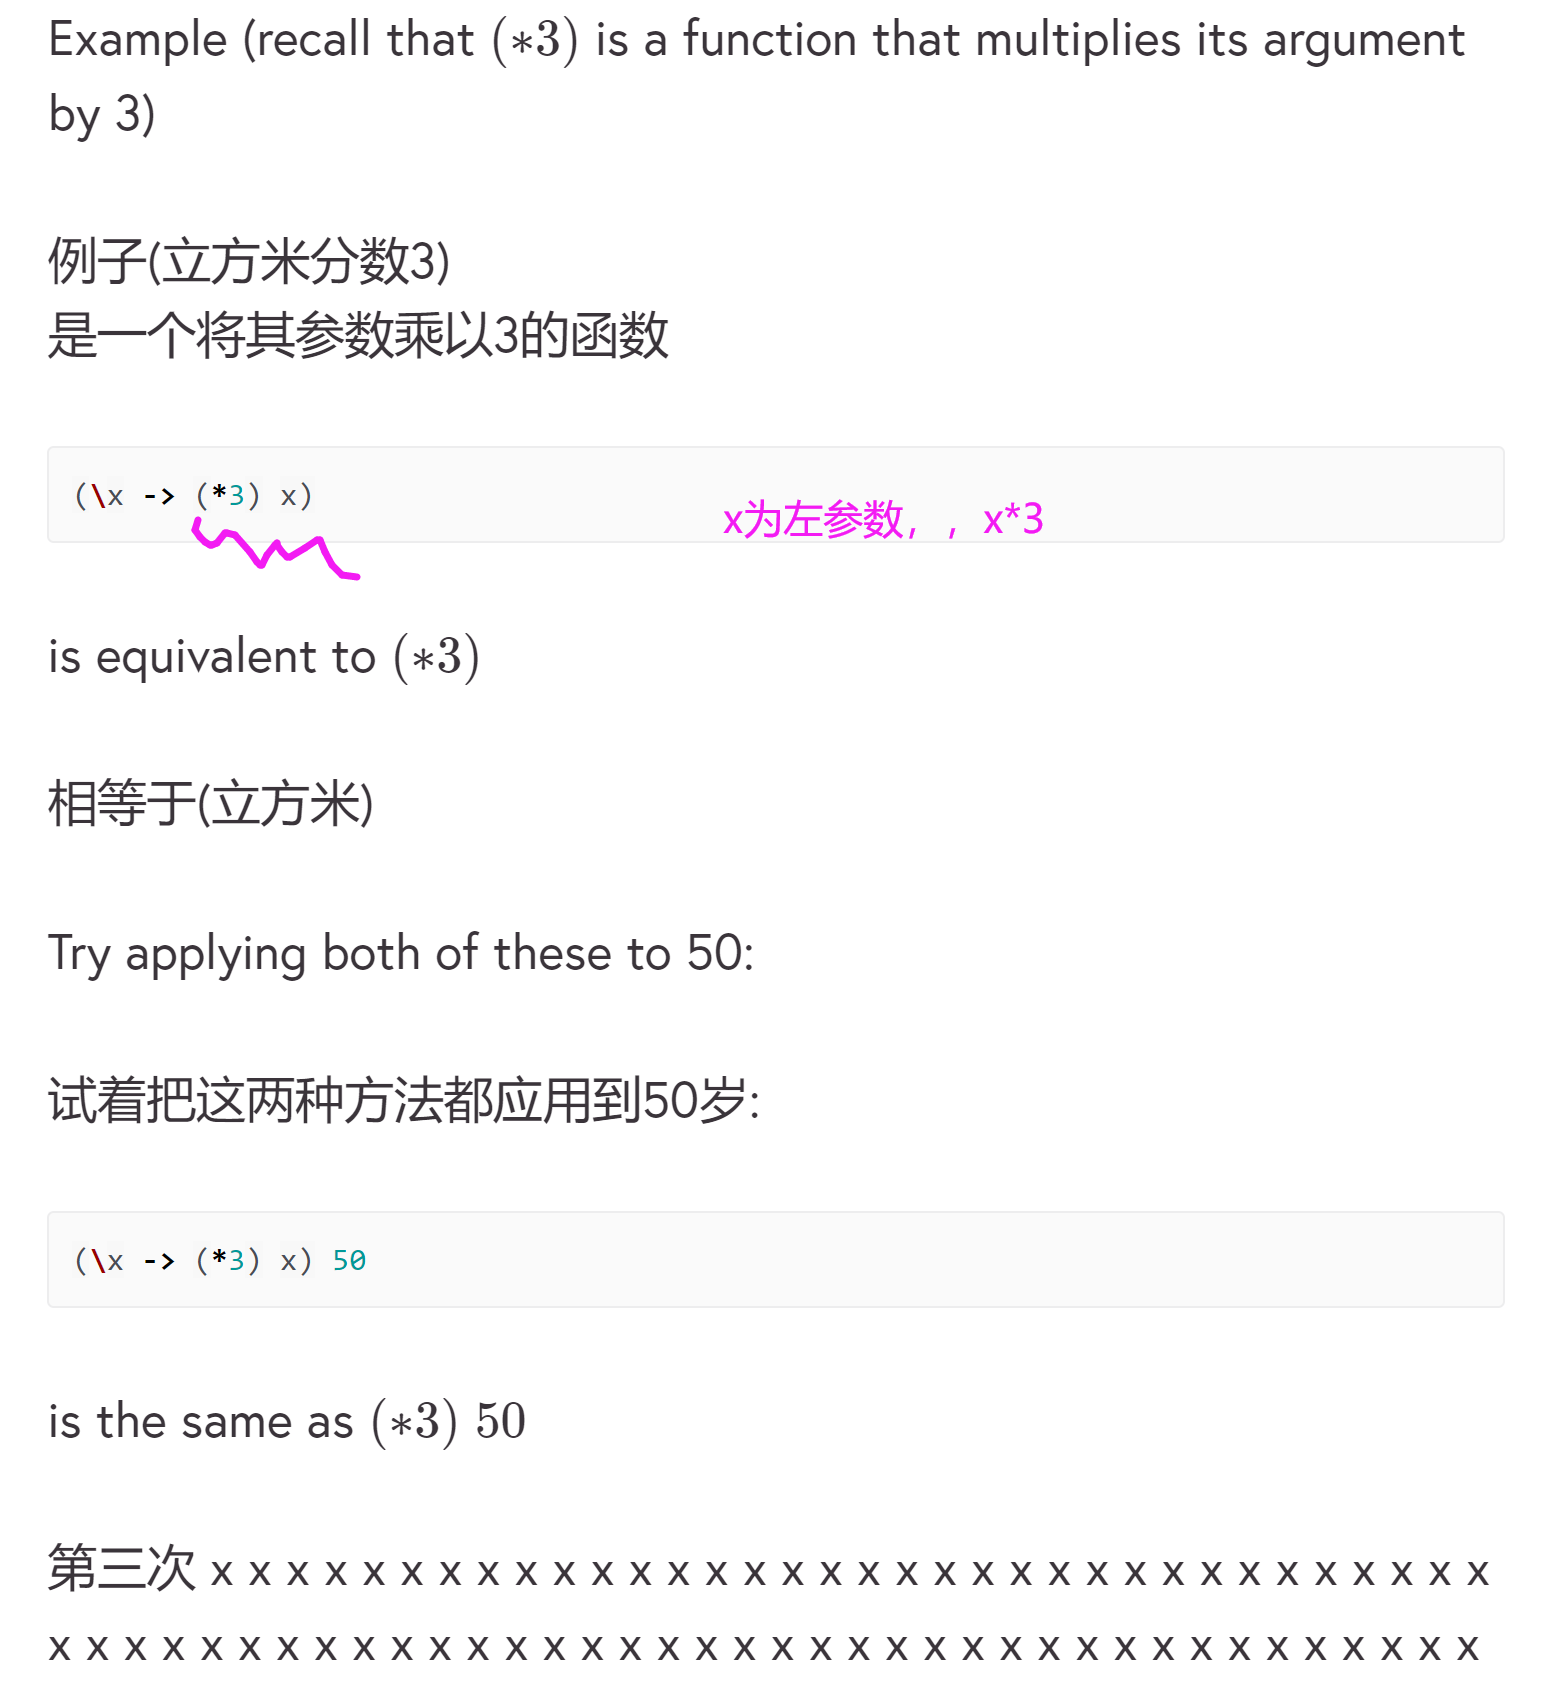 Example (recall that (*3) is a function that multiplies its argument
by 3)
例子(立方米分数3)
是一个将其参数乘以3的函数
(\x -> (*3) x)
x为左参数，，x*3
is equivalent to (*3)
相等于(立方米)
Try applying both of these to 50:
试着把这两种方法都应用到50岁:
(\x -> (*3) x) 50
is the same as (*3) 50
第三次 x x x x x x x x x x x x x x x x x x x x x x x x x x x x x x x x x x
x x x x x x x x x x x x x x x x x x x x x x x x x x x x x x x x x x x x x x